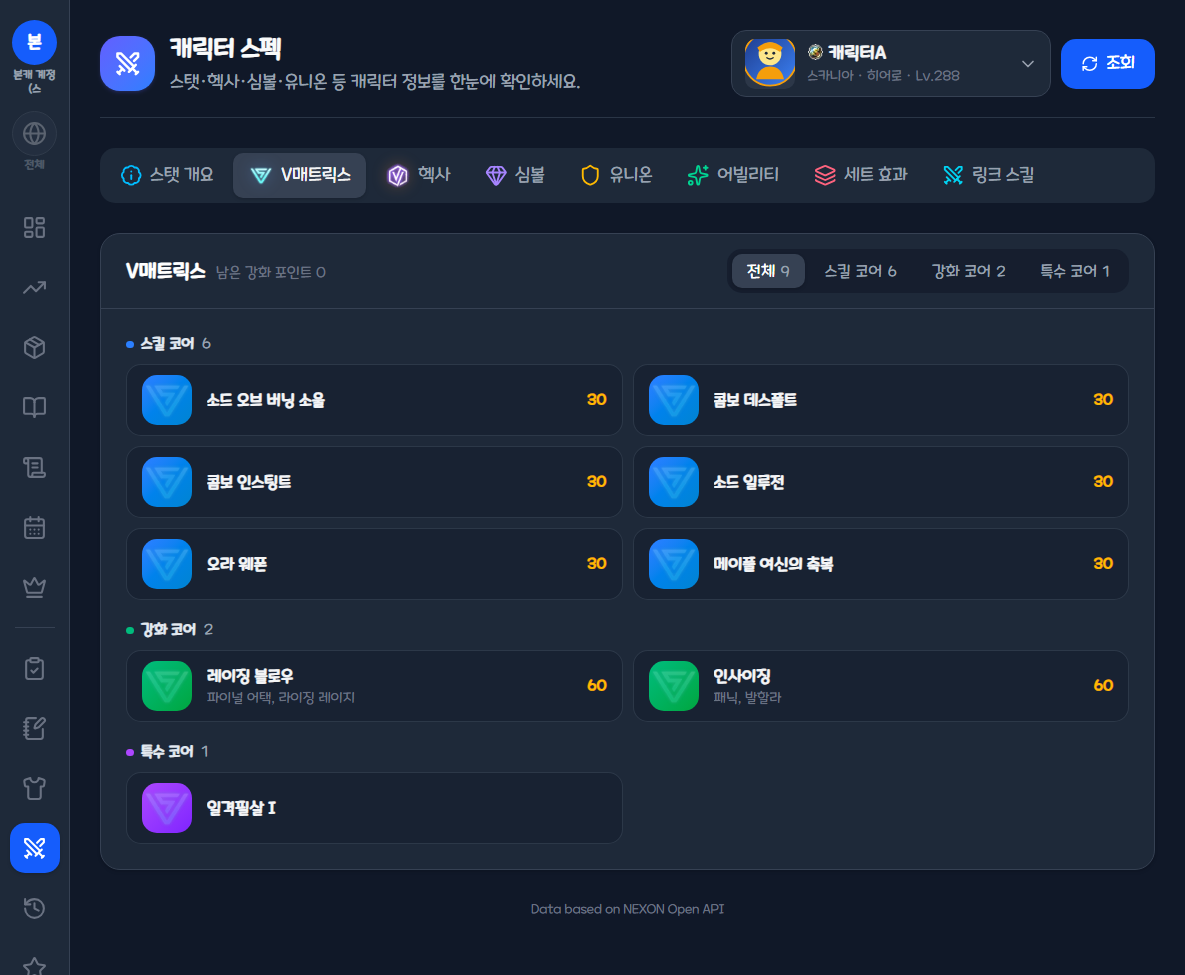 본
본캐 계정
(스
전체
캐릭터 스펙
스탯·헥사·심볼·유니온 등 캐릭터 정보를 한눈에 확인하세요.
캐릭터A
스카니아 · 히어로 · Lv.288
조회
스탯 개요
V매트릭스
헥사
심볼
유니온
어빌리티
세트 효과
링크 스킬
V매트릭스 남은 강화 포인트 0
전체 9
스킬 코어 6
강화 코어 2
특수 코어 1
스킬 코어 6
소드 오브 버닝 소울 30
콤보 데스폴트 30
콤보 인스팅트 30
소드 일루전 30
오라 웨폰 30
메이플 여신의 축복 30
강화 코어 2
레이징 블로우
파이널 어택, 라이징 레이지
60
인사이징
패닉, 발할라
60
특수 코어 1
일격필살 I
Data based on NEXON Open API